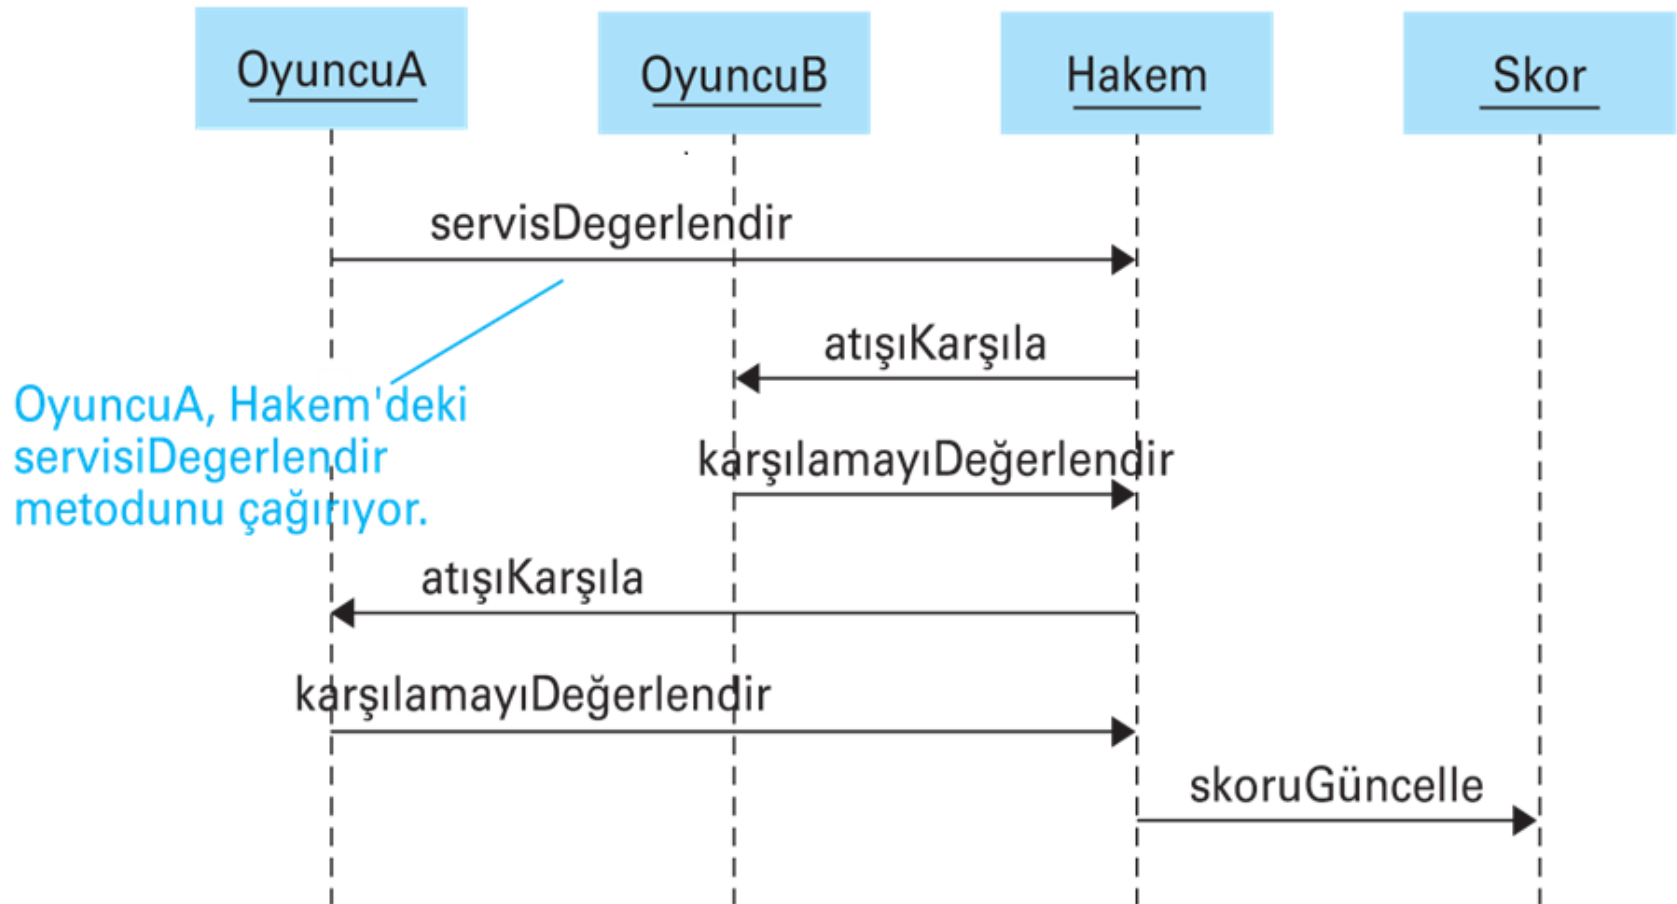 OyuncuA
OyuncuB
Hakem
Skor
servisDegerlendir
atışıKarşıla
OyuncuA, Hakem'deki
servisiDegerlendir
metodunu çağırıyor.
karşılamayıDeğerlendir
atışıKarşıla
karşılamayıDeğerlendir
skoruGüncelle